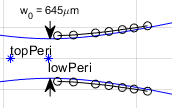 w₀ = 645μm
topPeri
lowPeri